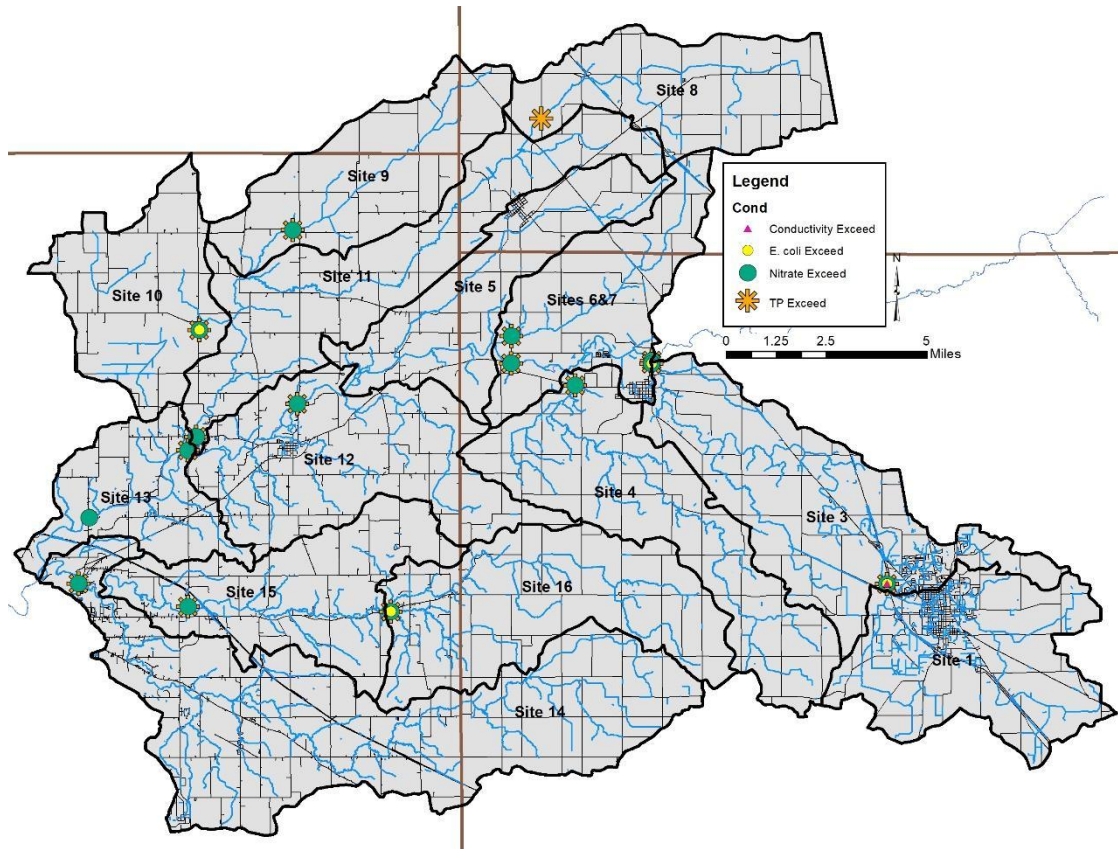 Site 8
Site 9
Legend
Cond
Conductivity Exceed
E. coli Exceed
Nitrate Exceed
TP Exceed
Site 11
Site 10
Site 5
Sites 6&7
N
0 1.25 2.5 5
Miles
Site 12
Site 13
Site 4
Site 3
Site 15
Site 16
Site 1
Site 14